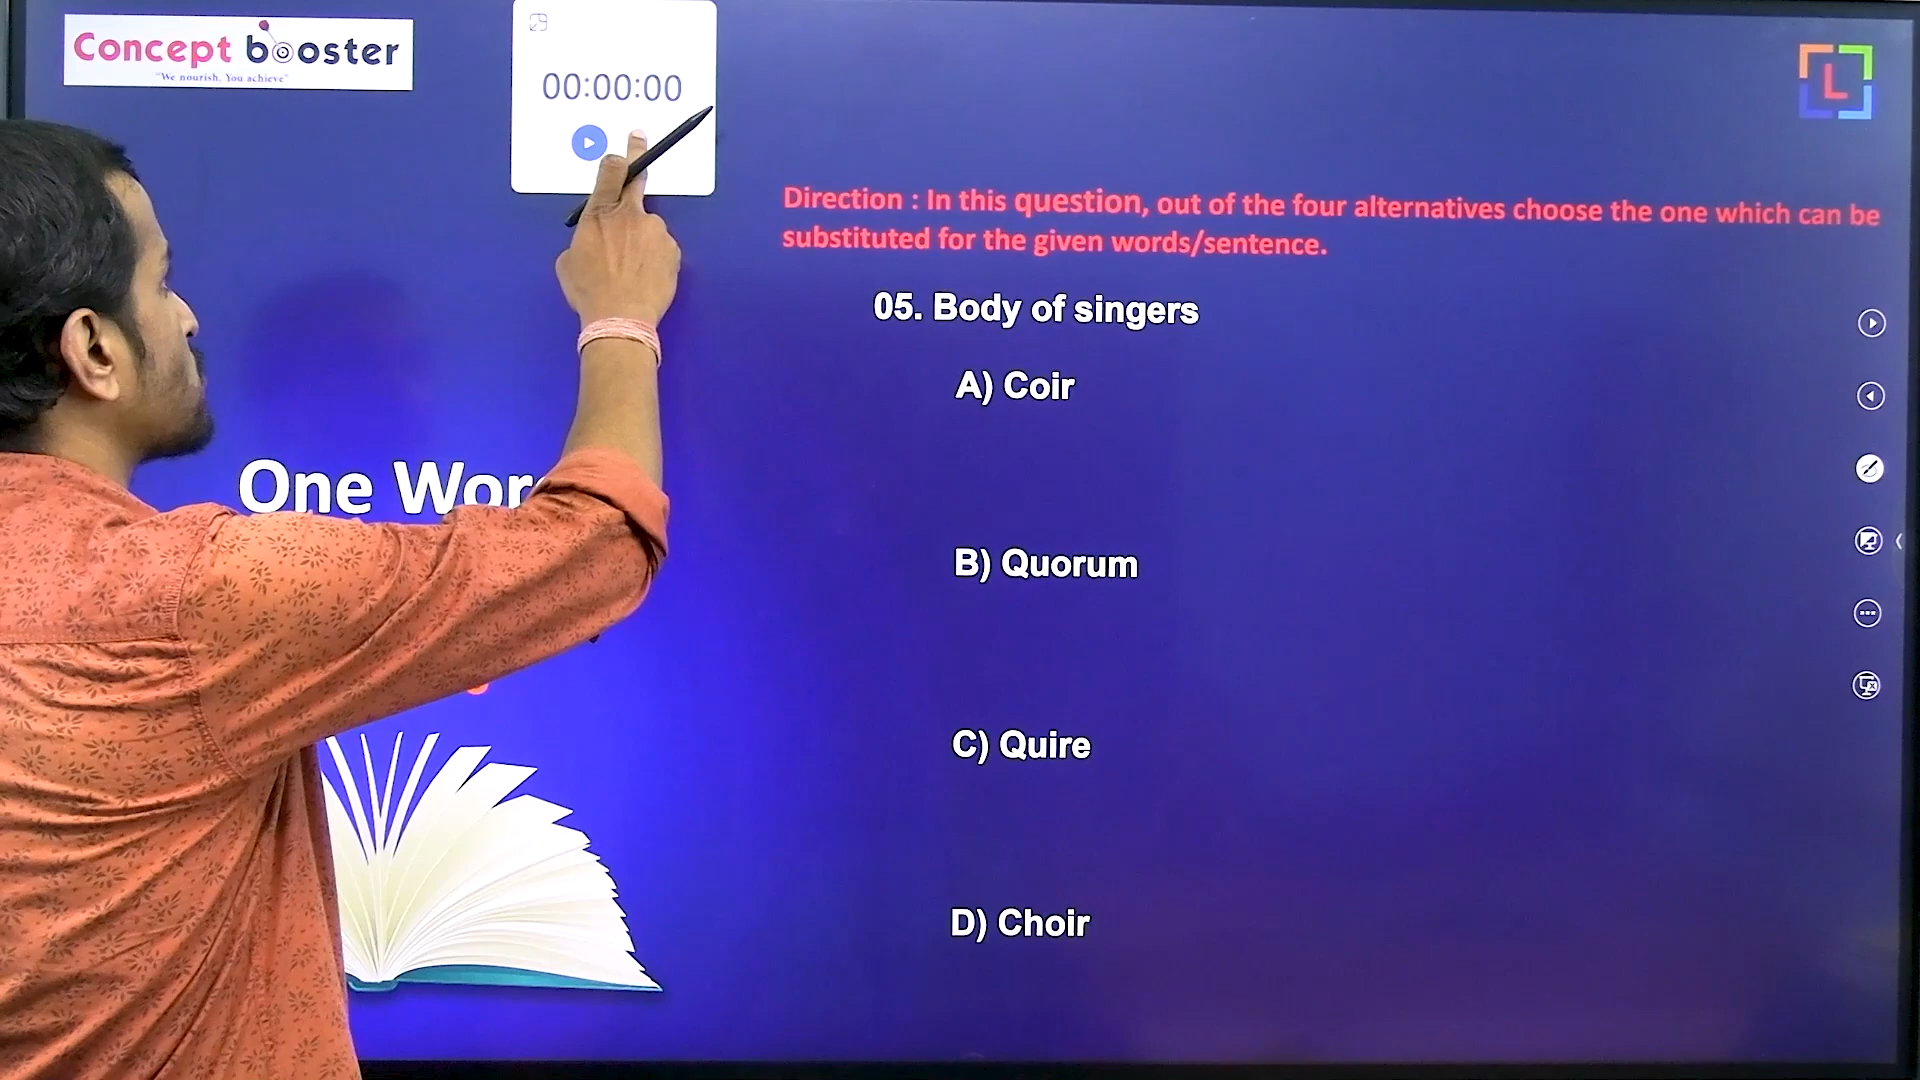 Concept booster
"We nourish, You achieve"
00:00:00
L
Direction : In this question, out of the four alternatives choose the one which can be
substituted for the given words/sentence.
05. Body of singers
A) Coir
One
B) Quorum
C) Quire
D) Choir